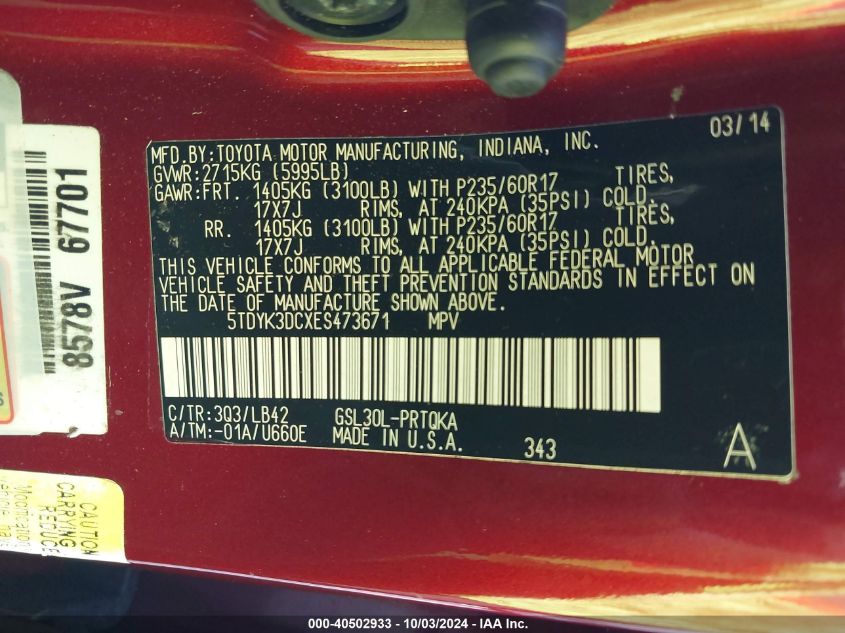 03/14
MFD.BY:TOYOTA MOTOR MANUFACTURING, INDIANA, INC.
GVWR:2715KG (5995LB)
GAWR:FRT. 1405KG (3100LB) WITH P235/60R17 TIRES,
17X7J RIMS, AT 240KPA (35PSI) COLD.
RR. 1405KG (3100LB) WITH P235/60R17 TIRES,
17X7J RIMS, AT 240KPA (35PSI) COLD.
THIS VEHICLE CONFORMS TO ALL APPLICABLE FEDERAL MOTOR
VEHICLE SAFETY AND THEFT PREVENTION STANDARDS IN EFFECT ON
THE DATE OF MANUFACTURE SHOWN ABOVE.
5TDYK3DCXES473671 MPV
C/TR:3Q3/LB42 GSL30L-PRTQKA
A/TM:-01A/U660E MADE IN U.S.A. 343 A
8578V 67701
CAUTION
CARRYING
REDUCE
Modification
000-40502933 - 10/03/2024 - IAA Inc.